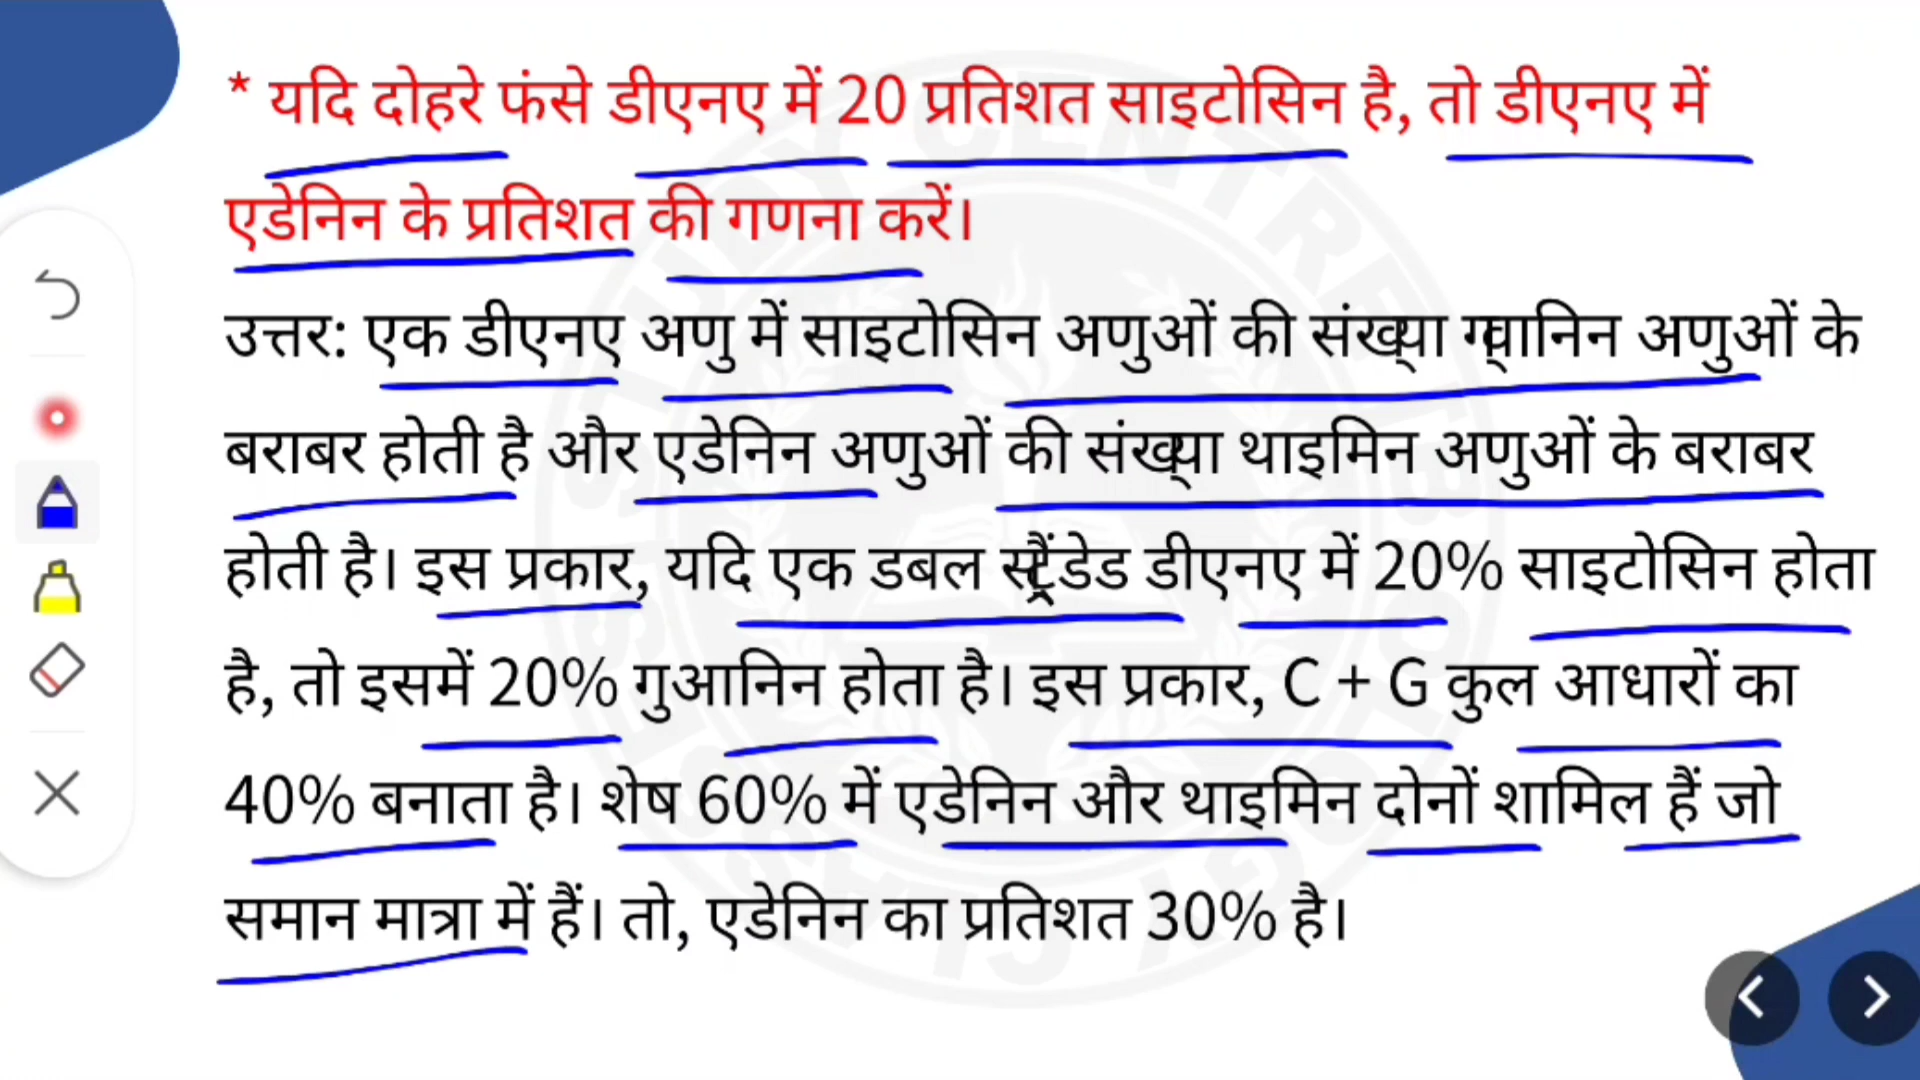 * यदि दोहरे फंसे डीएनए में 20 प्रतिशत साइटोसिन है, तो डीएनए में
एडेनिन के प्रतिशत की गणना करें।
उत्तर: एक डीएनए अणु में साइटोसिन अणुओं की संख्या ग्वानिन अणुओं के
बराबर होती है और एडेनिन अणुओं की संख्या थाइमिन अणुओं के बराबर
होती है। इस प्रकार, यदि एक डबल स्ट्रैंडेड डीएनए में 20% साइटोसिन होता
है, तो इसमें 20% गुआनिन होता है। इस प्रकार, C + G कुल आधारों का
40% बनाता है। शेष 60% में एडेनिन और थाइमिन दोनों शामिल हैं जो
समान मात्रा में हैं। तो, एडेनिन का प्रतिशत 30% है।